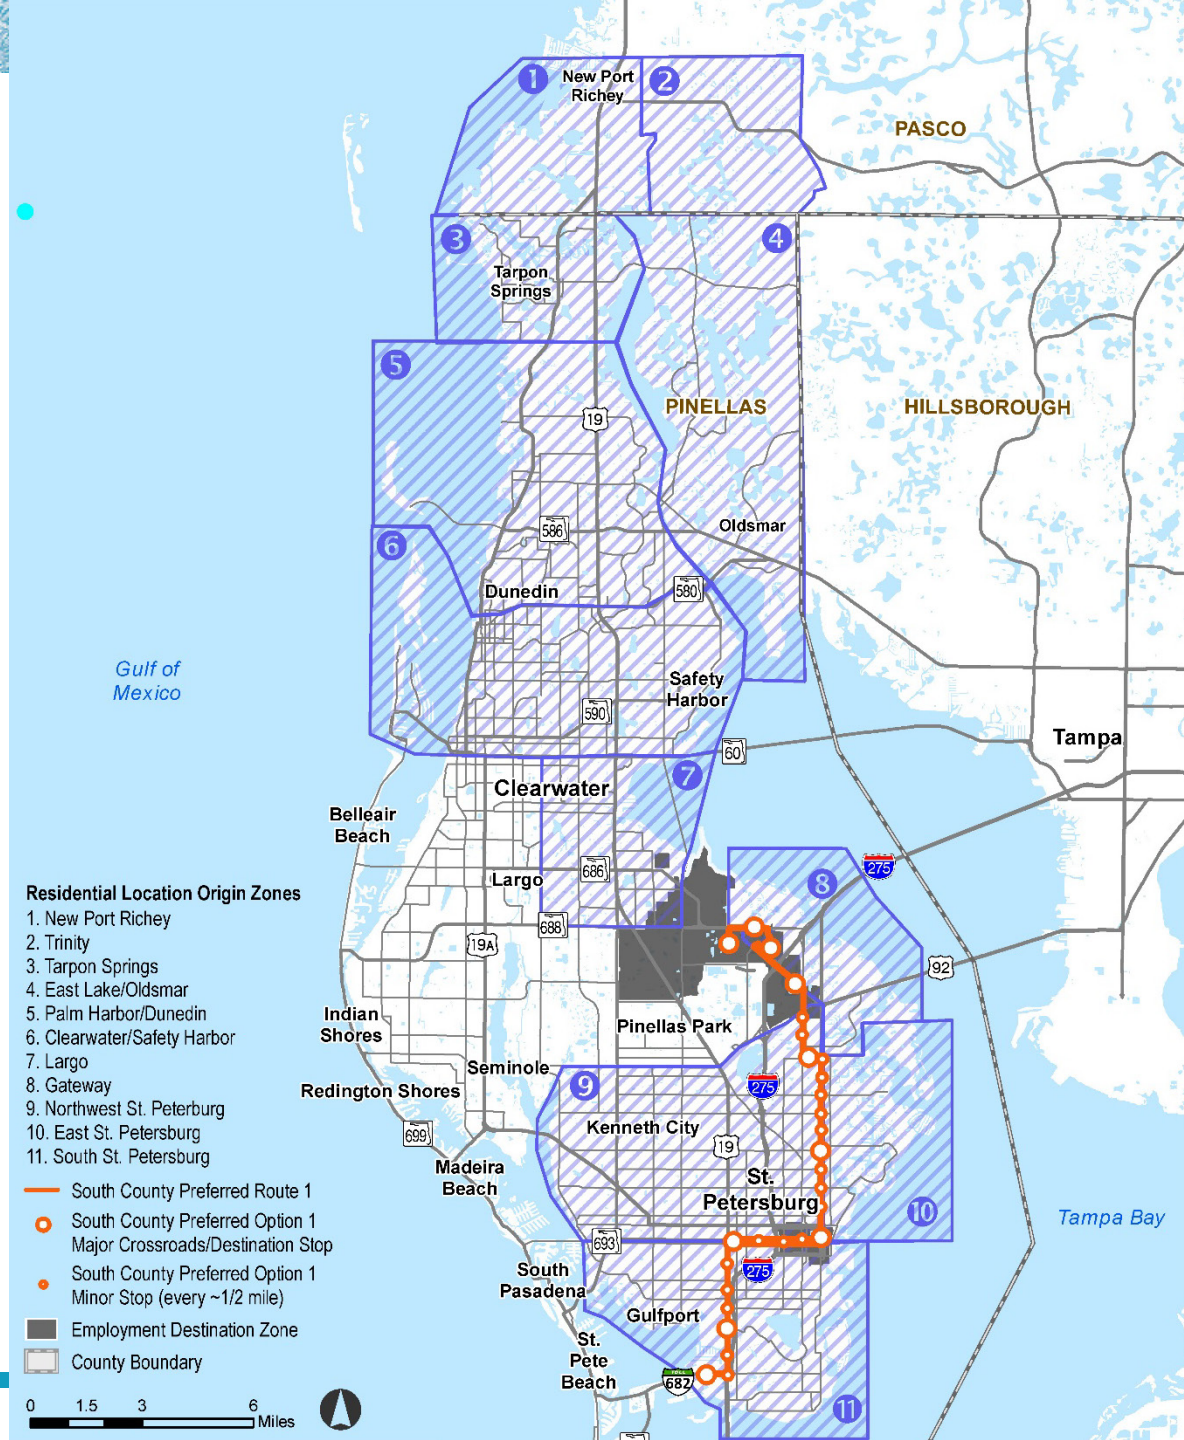 1
New Port
Richey
2
PASCO
3
4
Tarpon
Springs
5
19
PINELLAS
HILLSBOROUGH
586
Oldsmar
6
Dunedin
580
Gulf of
Mexico
Safety
Harbor
590
60
Tampa
7
Clearwater
Belleair
Beach
686
275
Largo
8
688
19A
92
Indian
Shores
Pinellas Park
Seminole
Redington Shores
9
275
699
Kenneth City
19
Madeira
Beach
St.
Petersburg
10
Tampa Bay
693
South
Pasadena
275
Gulfport
St.
Pete
Beach
TOLL
682
11
Residential Location Origin Zones
1. New Port Richey
2. Trinity
3. Tarpon Springs
4. East Lake/Oldsmar
5. Palm Harbor/Dunedin
6. Clearwater/Safety Harbor
7. Largo
8. Gateway
9. Northwest St. Peterburg
10. East St. Petersburg
11. South St. Petersburg
South County Preferred Route 1
South County Preferred Option 1
Major Crossroads/Destination Stop
South County Preferred Option 1
Minor Stop (every ~1/2 mile)
Employment Destination Zone
County Boundary
0 1.5 3 6
Miles